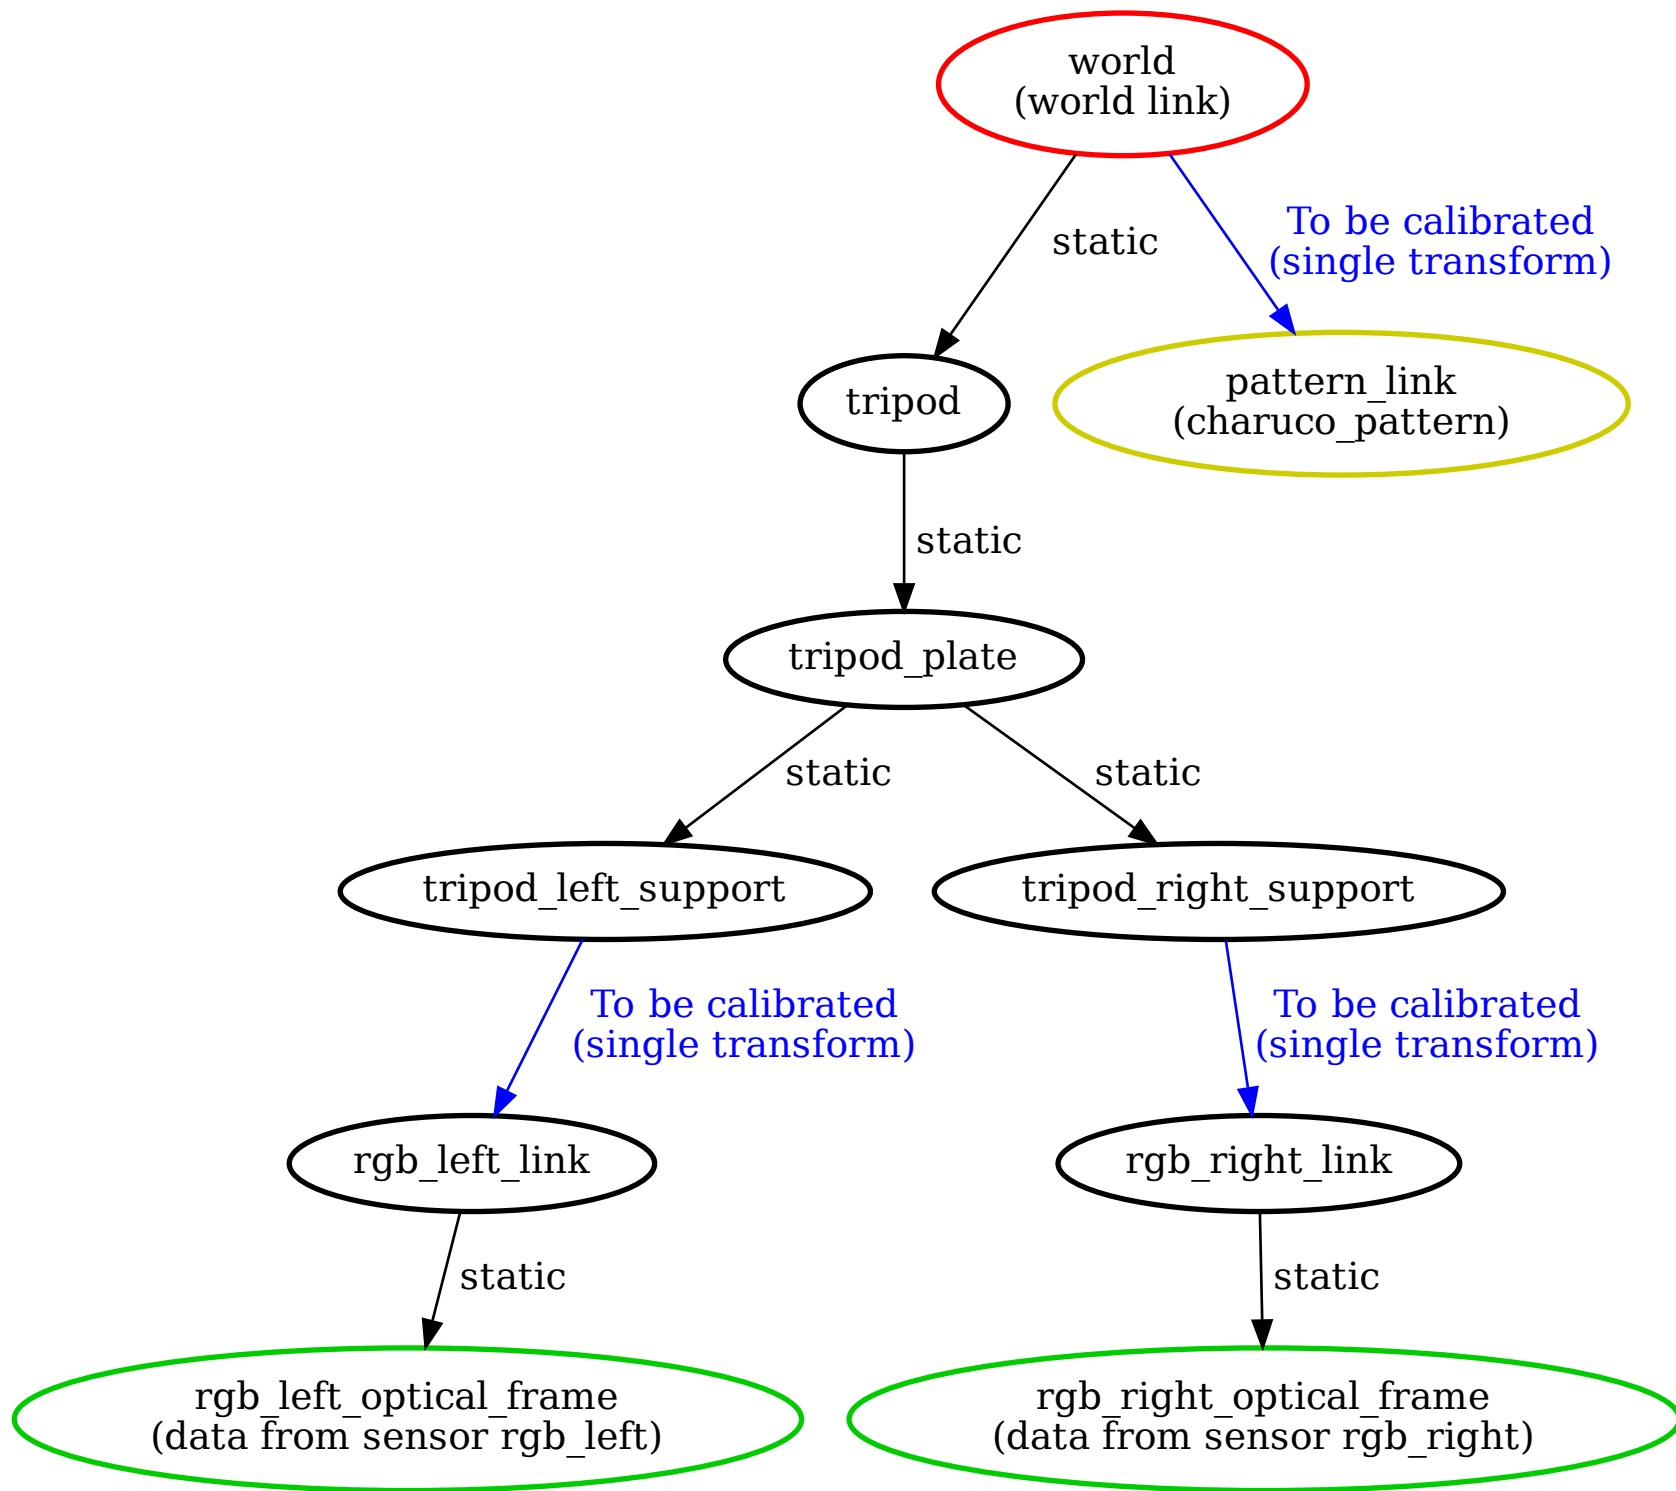 world
(world link)
static
To be calibrated
(single transform)
tripod
pattern_link
(charuco_pattern)
static
tripod_plate
static
static
tripod_left_support
tripod_right_support
To be calibrated
(single transform)
To be calibrated
(single transform)
rgb_left_link
rgb_right_link
static
static
rgb_left_optical_frame
(data from sensor rgb_left)
rgb_right_optical_frame
(data from sensor rgb_right)